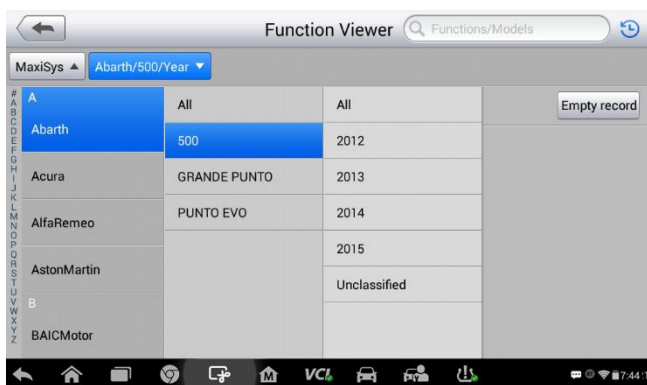 Function Viewer
Functions/Models
MaxiSys ▲ Abarth/500/Year ▼
#
A
B
C
D
E
F
G
H
I
J
K
L
M
N
O
P
Q
R
S
T
U
V
W
X
Y
Z
A
Abarth
Acura
AlfaRomeo
AstonMartin
B
BAICMotor
All
500
GRANDE PUNTO
PUNTO EVO
All
2012
2013
2014
2015
Unclassified
Empty record
M
VCI
7:44